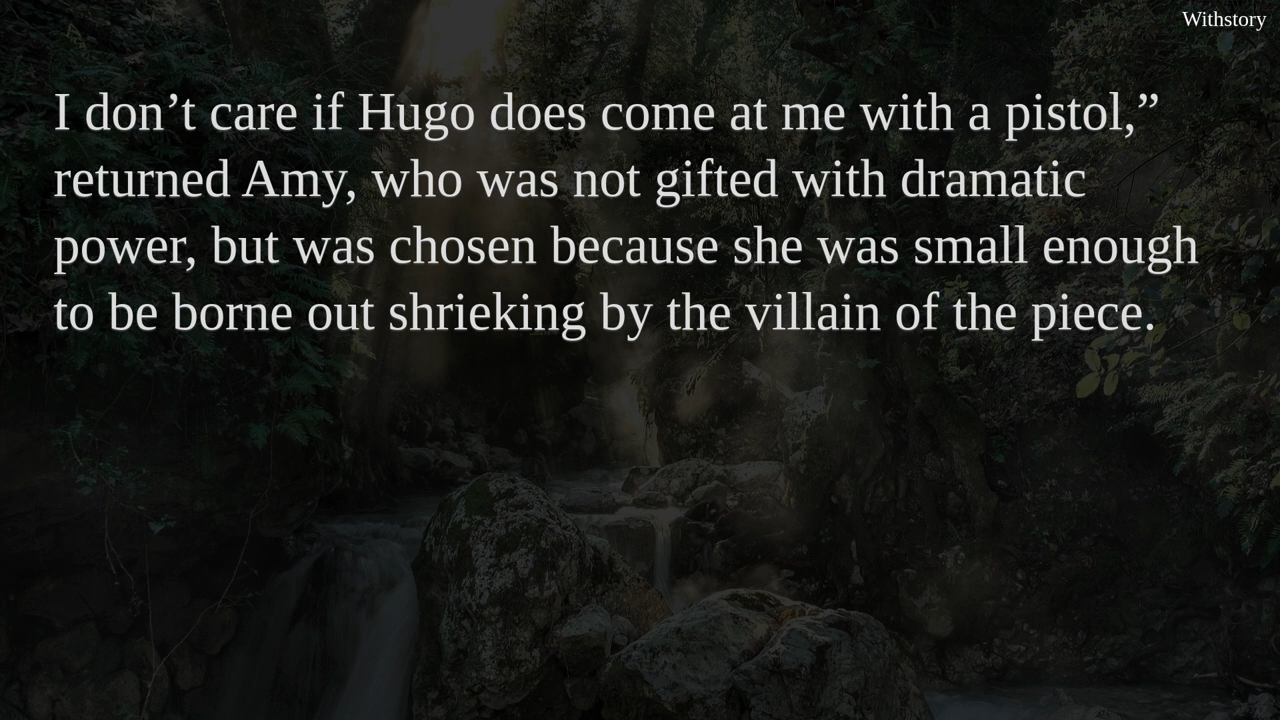 Withstory
I don’t care if Hugo does come at me with a pistol,”
returned Amy, who was not gifted with dramatic
power, but was chosen because she was small enough
to be borne out shrieking by the villain of the piece.